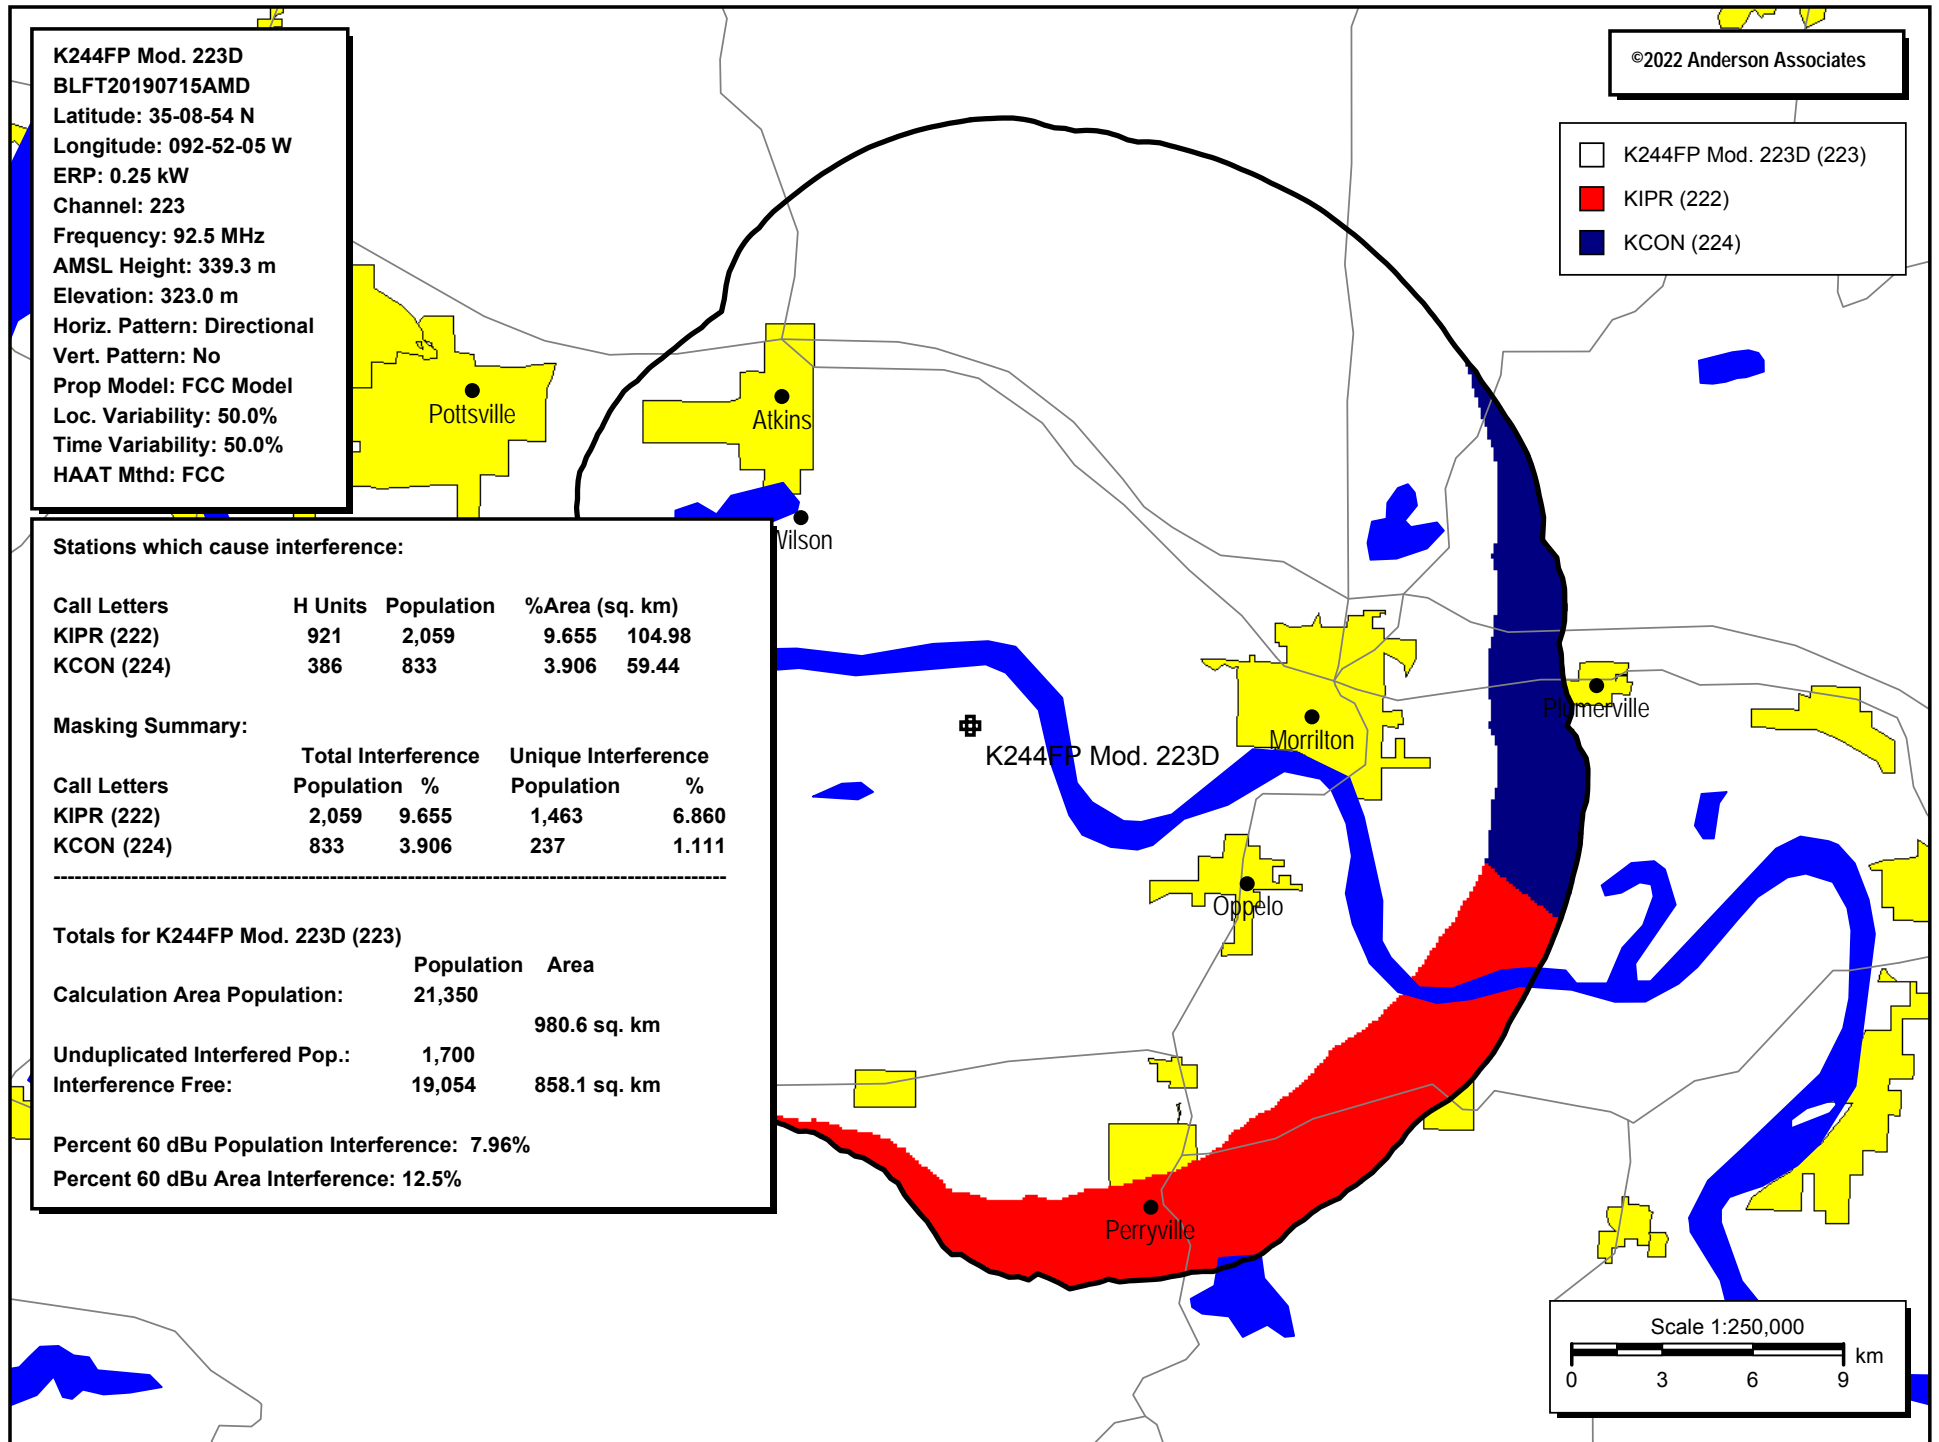 K244FP Mod. 223D
BLFT20190715AMD
Latitude: 35-08-54 N
Longitude: 092-52-05 W
ERP: 0.25 kW
Channel: 223
Frequency: 92.5 MHz
AMSL Height: 339.3 m
Elevation: 323.0 m
Horiz. Pattern: Directional
Vert. Pattern: No
Prop Model: FCC Model
Loc. Variability: 50.0%
Time Variability: 50.0%
HAAT Mthd: FCC
©2022 Anderson Associates
K244FP Mod. 223D (223)
KIPR (222)
KCON (224)
Pottsville
Atkins
Wilson
Plumerville
Morrilton
K244FP Mod. 223D
Oppelo
Perryville
Stations which cause interference:
Call Letters H Units Population %Area (sq. km)
KIPR (222) 921 2,059 9.655 104.98
KCON (224) 386 833 3.906 59.44
Masking Summary:
Total Interference Unique Interference
Call Letters Population % Population %
KIPR (222) 2,059 9.655 1,463 6.860
KCON (224) 833 3.906 237 1.111
Totals for K244FP Mod. 223D (223)
Population Area
Calculation Area Population: 21,350
980.6 sq. km
Unduplicated Interfered Pop.: 1,700
Interference Free: 19,054 858.1 sq. km
Percent 60 dBu Population Interference: 7.96%
Percent 60 dBu Area Interference: 12.5%
Scale 1:250,000
km
0 3 6 9